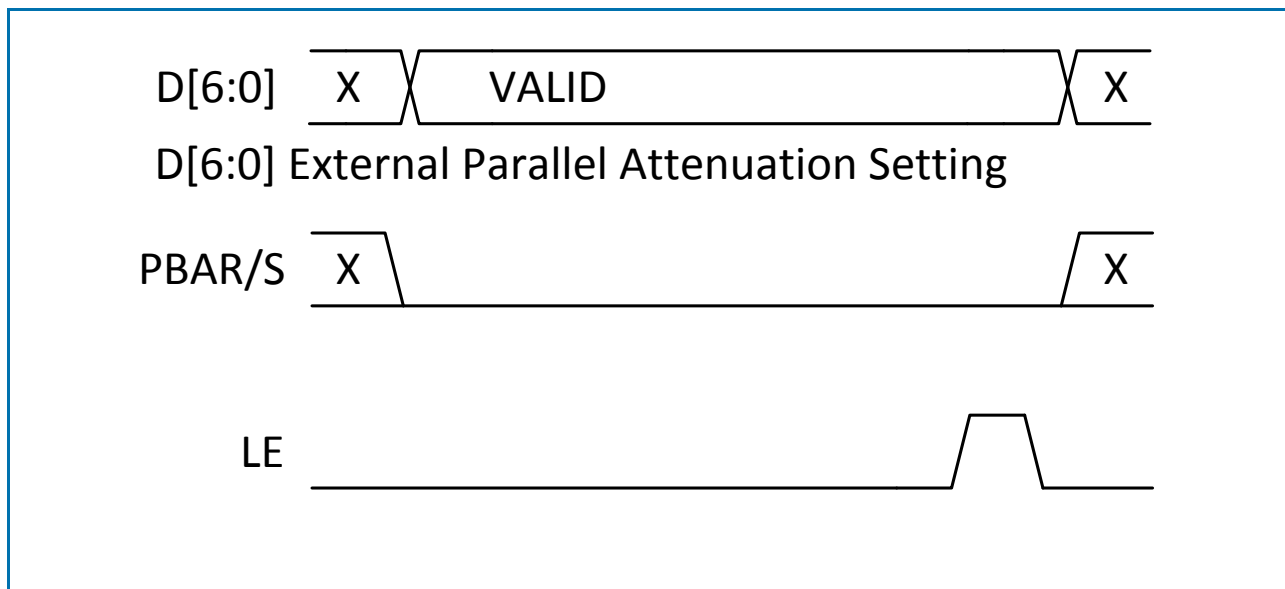 D[6:0] X VALID X
D[6:0] External Parallel Attenuation Setting
PBAR/S X X
LE